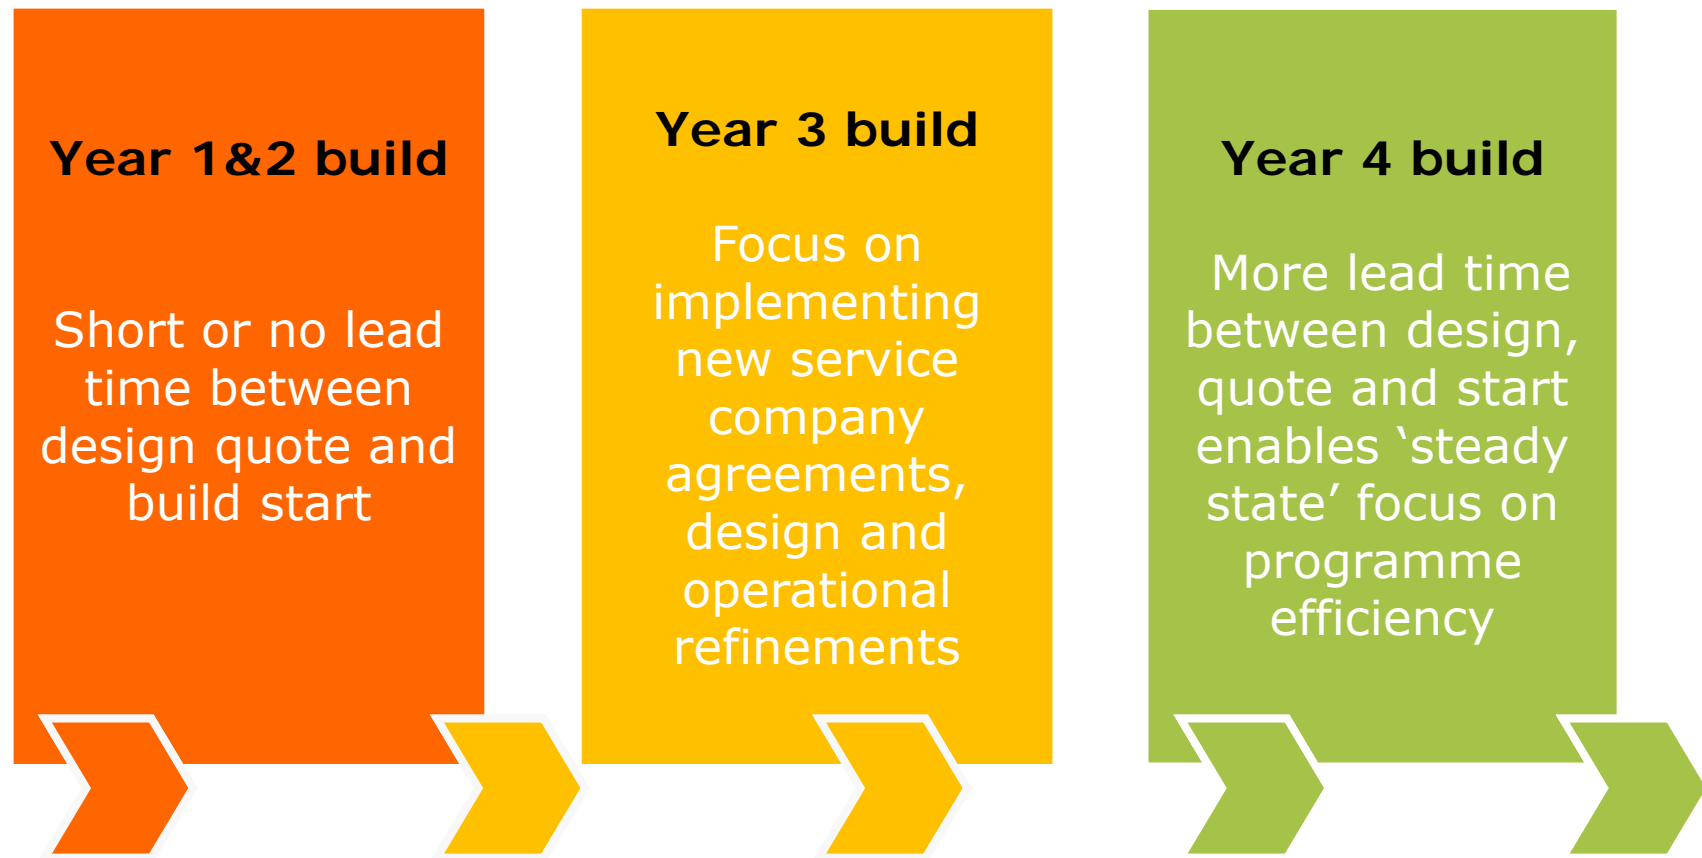 Year 1&2 build
Short or no lead
time between
design quote and
build start
Year 3 build
Focus on
implementing
new service
company
agreements,
design and
operational
refinements
Year 4 build
More lead time
between design,
quote and start
enables ‘steady
state’ focus on
programme
efficiency